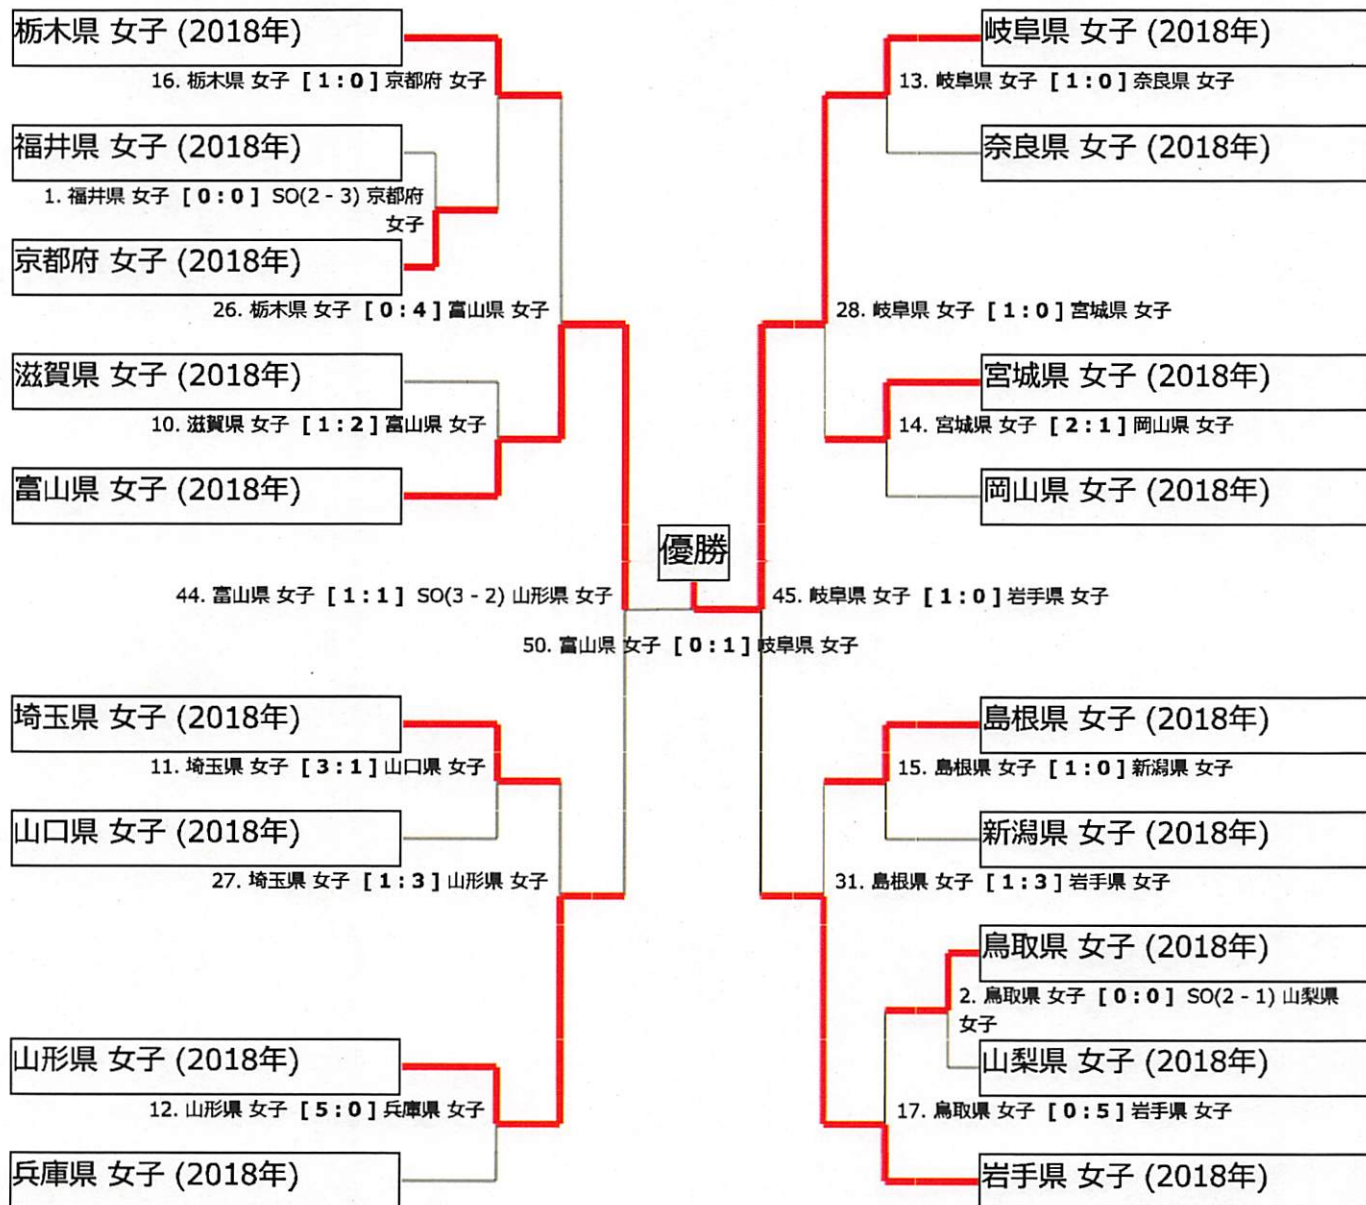 栃木県 女子 (2018年)
16. 栃木県 女子 [ 1 : 0 ] 京都府 女子
福井県 女子 (2018年)
1. 福井県 女子 [ 0 : 0 ] SO(2 - 3) 京都府
女子
京都府 女子 (2018年)
26. 栃木県 女子 [ 0 : 4 ] 富山県 女子
滋賀県 女子 (2018年)
10. 滋賀県 女子 [ 1 : 2 ] 富山県 女子
富山県 女子 (2018年)
44. 富山県 女子 [ 1 : 1 ] SO(3 - 2) 山形県 女子
埼玉県 女子 (2018年)
11. 埼玉県 女子 [ 3 : 1 ] 山口県 女子
山口県 女子 (2018年)
27. 埼玉県 女子 [ 1 : 3 ] 山形県 女子
山形県 女子 (2018年)
12. 山形県 女子 [ 5 : 0 ] 兵庫県 女子
兵庫県 女子 (2018年)
優勝
50. 富山県 女子 [ 0 : 1 ] 岐阜県 女子
岐阜県 女子 (2018年)
13. 岐阜県 女子 [ 1 : 0 ] 奈良県 女子
奈良県 女子 (2018年)
28. 岐阜県 女子 [ 1 : 0 ] 宮城県 女子
宮城県 女子 (2018年)
14. 宮城県 女子 [ 2 : 1 ] 岡山県 女子
岡山県 女子 (2018年)
45. 岐阜県 女子 [ 1 : 0 ] 岩手県 女子
島根県 女子 (2018年)
15. 島根県 女子 [ 1 : 0 ] 新潟県 女子
新潟県 女子 (2018年)
31. 島根県 女子 [ 1 : 3 ] 岩手県 女子
鳥取県 女子 (2018年)
2. 鳥取県 女子 [ 0 : 0 ] SO(2 - 1) 山梨県
女子
山梨県 女子 (2018年)
17. 鳥取県 女子 [ 0 : 5 ] 岩手県 女子
岩手県 女子 (2018年)